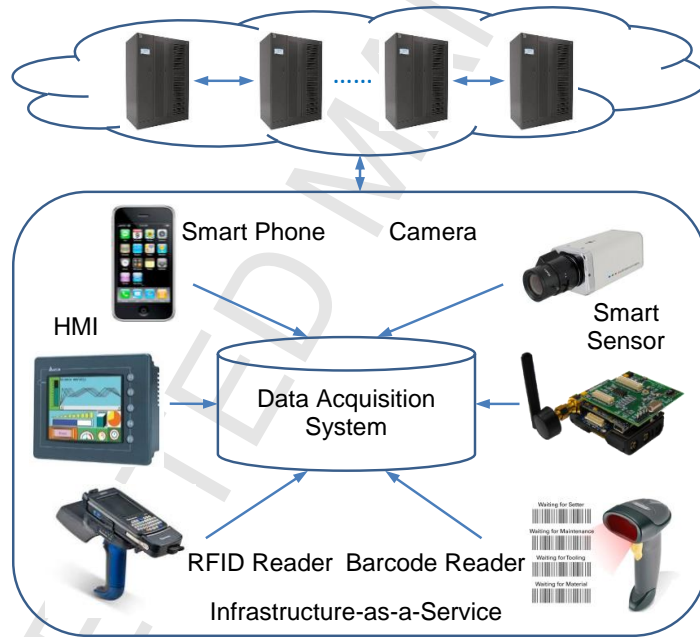 ......
Smart Phone
Camera
HMI
Smart
Sensor
Data Acquisition
System
Waiting for Setter
Waiting for Maintenance
Waiting for Tooling
Waiting for Material
RFID Reader
Barcode Reader
Infrastructure-as-a-Service